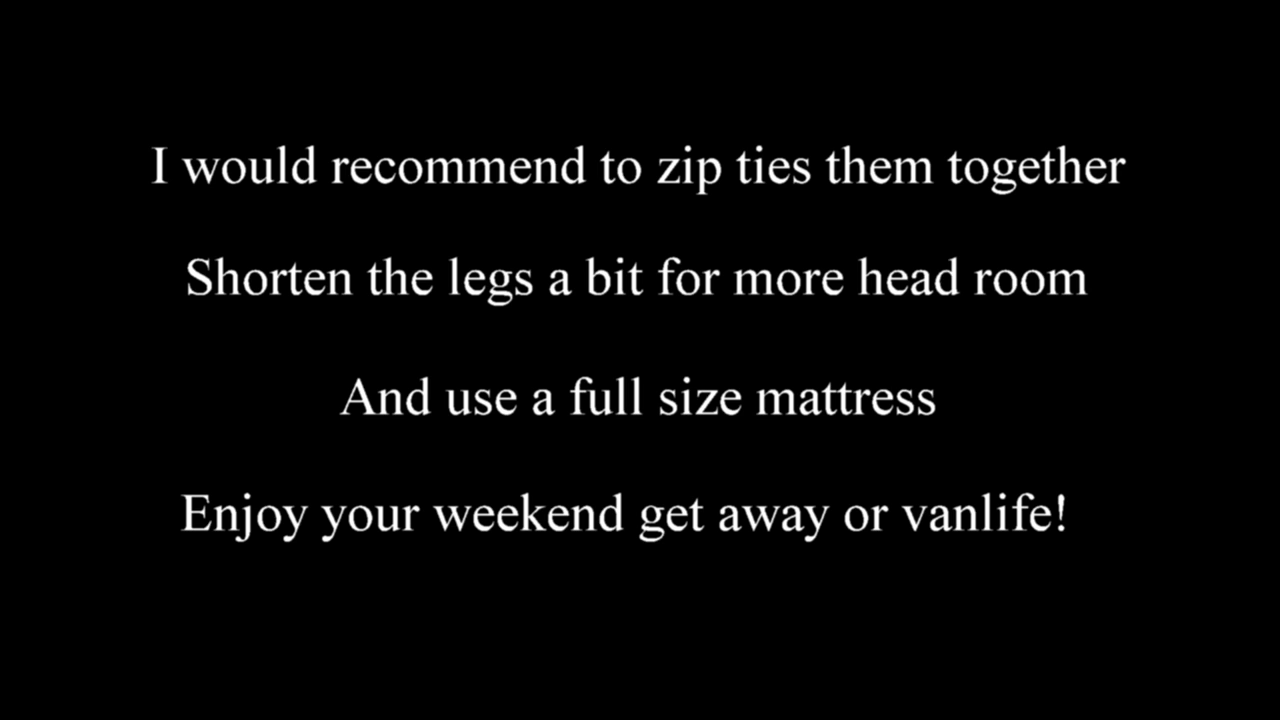 I would recommend to zip ties them together
Shorten the legs a bit for more head room
And use a full size mattress
Enjoy your weekend get away or vanlife!